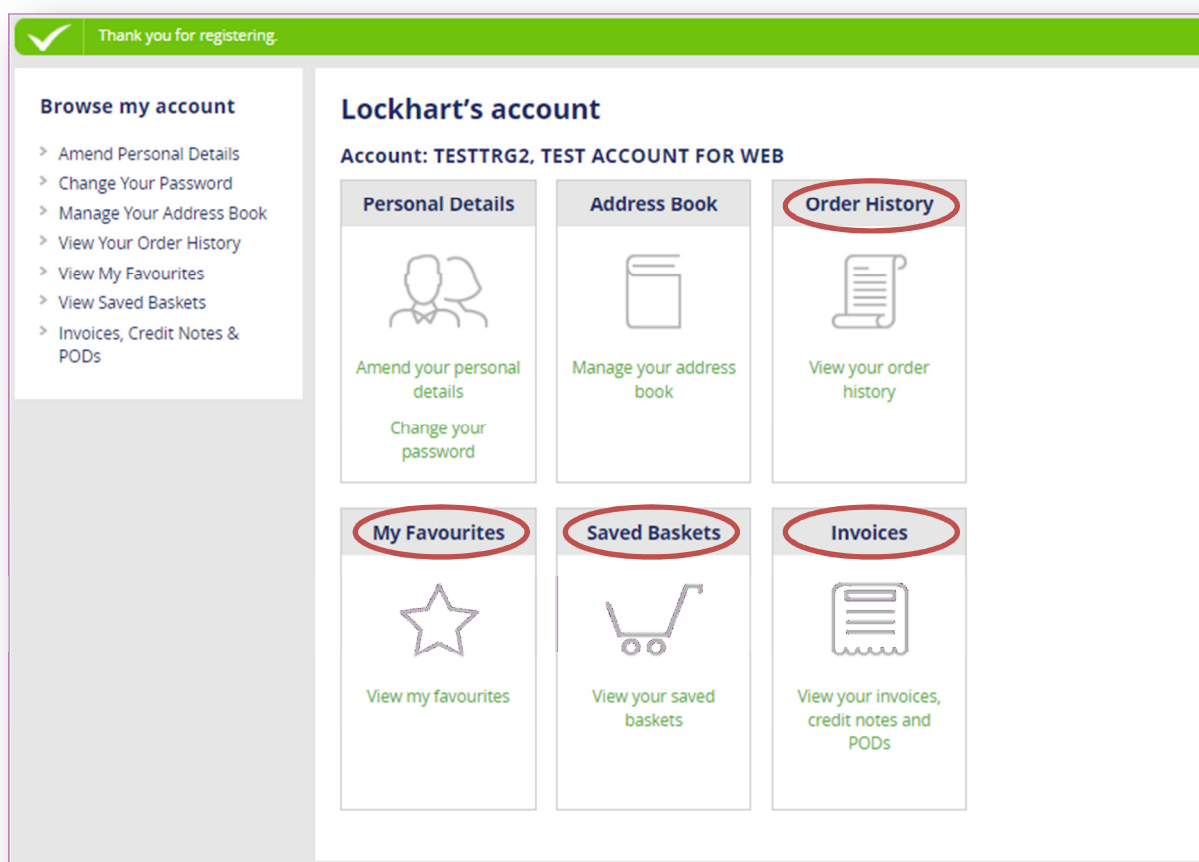 Thank you for registering.
Browse my account
Amend Personal Details
Change Your Password
Manage Your Address Book
View Your Order History
View My Favourites
View Saved Baskets
Invoices, Credit Notes &
PODs
Lockhart's account
Account: TESTTRG2, TEST ACCOUNT FOR WEB
Personal Details
Amend your personal
details
Change your
password
Address Book
Manage your address
book
Order History
View your order
history
My Favourites
View my favourites
Saved Baskets
View your saved
baskets
Invoices
View your invoices,
credit notes and
PODs